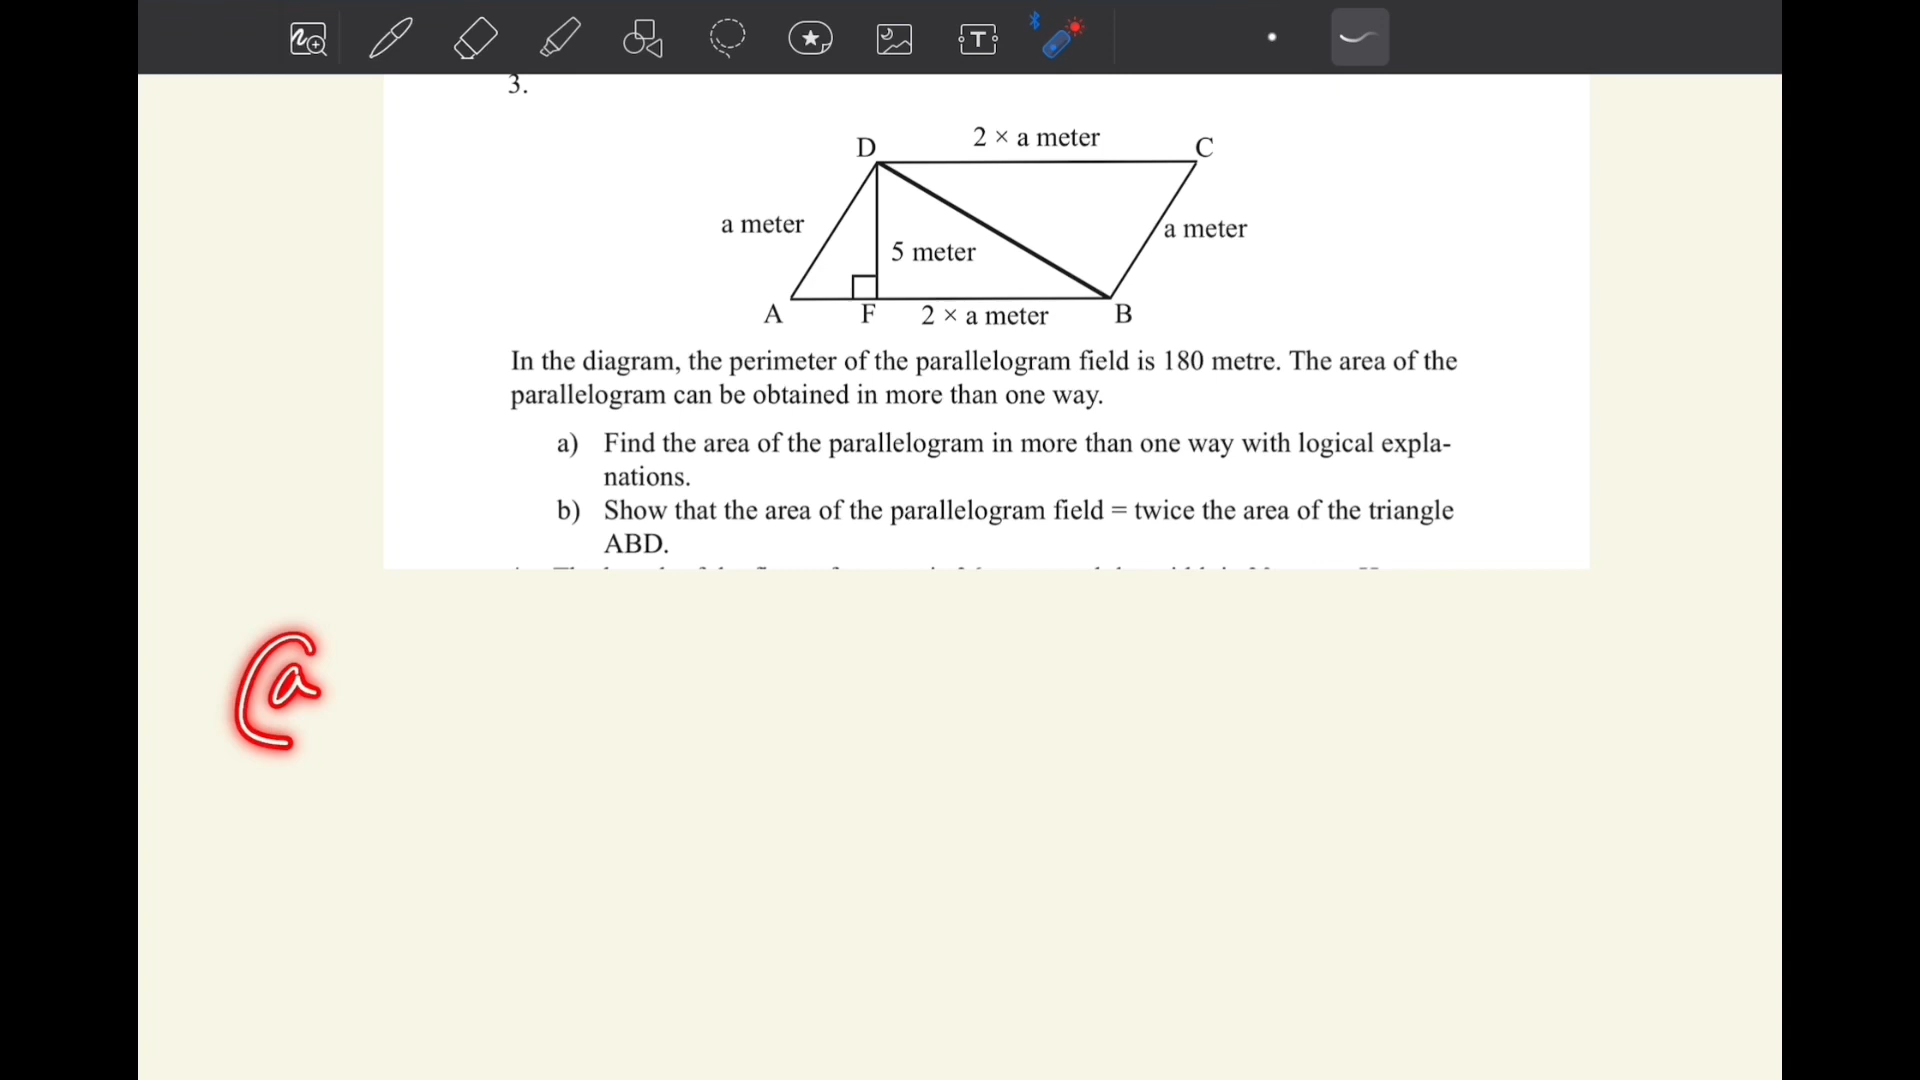 3.
D
2 × a meter
C
a meter
a meter
5 meter
A
F
2 × a meter
B
In the diagram, the perimeter of the parallelogram field is 180 metre. The area of the
parallelogram can be obtained in more than one way.
a) Find the area of the parallelogram in more than one way with logical expla-
nations.
b) Show that the area of the parallelogram field = twice the area of the triangle
ABD.
(a